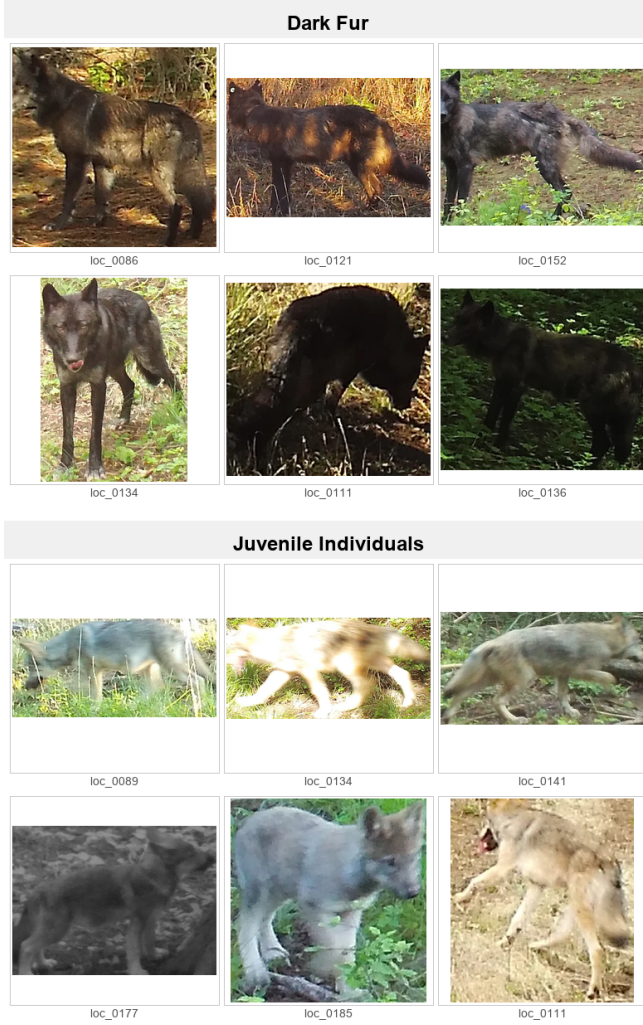 Dark Fur
loc_0086 loc_0121 loc_0152
loc_0134 loc_0111 loc_0136
Juvenile Individuals
loc_0089 loc_0134 loc_0141
loc_0177 loc_0185 loc_0111